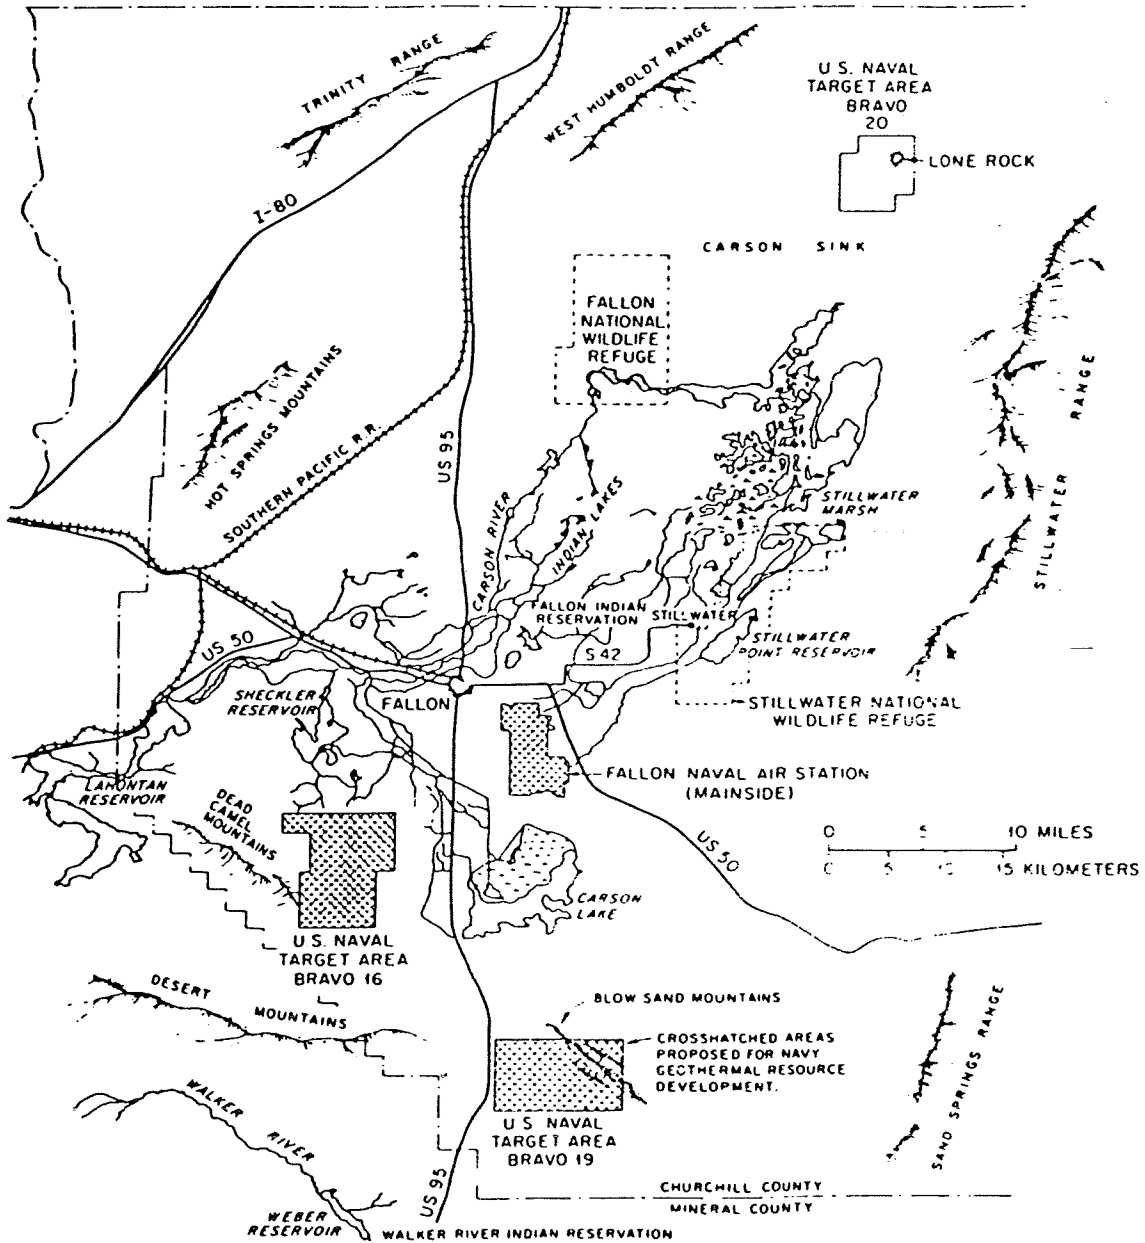 TRINITY RANGE
WEST HUMBOLDT RANGE
U.S. NAVAL
TARGET AREA
BRAVO
20
LONE ROCK
I-80
CARSON SINK
FALLON
NATIONAL
WILDLIFE
REFUGE
HOT SPRINGS MOUNTAINS
SOUTHERN PACIFIC R.R.
US 95
STILLWATER RANGE
CARSON RIVER
INDIAN LAKES
STILLWATER
MARSH
FALLON INDIAN
RESERVATION
STILLWATER
US 50
S 42
STILLWATER
POINT RESERVOIR
SHECKLER
RESERVOIR
FALLON
STILLWATER NATIONAL
WILDLIFE REFUGE
LAHONTAN
RESERVOIR
DEAD
CAMEL
MOUNTAINS
FALLON NAVAL AIR STATION
(MAINSIDE)
US 50
0 5 10 MILES
0 5 10 15 KILOMETERS
CARSON
LAKE
U.S. NAVAL
TARGET AREA
BRAVO 16
DESERT MOUNTAINS
BLOW SAND MOUNTAINS
CROSSHATCHED AREAS
PROPOSED FOR NAVY
GEOTHERMAL RESOURCE
DEVELOPMENT.
SAND SPRINGS RANGE
WALKER RIVER
U S NAVAL
TARGET AREA
BRAVO 19
US 95
CHURCHILL COUNTY
MINERAL COUNTY
WEBER
RESERVOIR
WALKER RIVER INDIAN RESERVATION